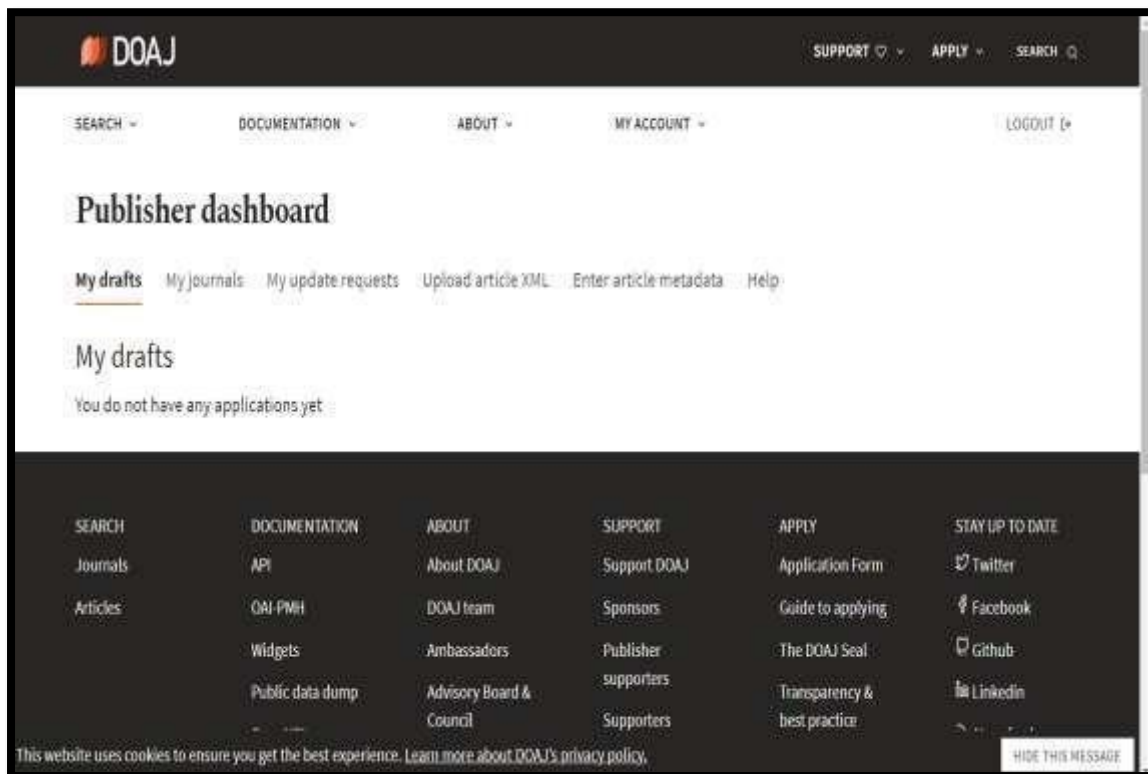 DOAJ
SUPPORT APPLY SEARCH
SEARCH DOCUMENTATION ABOUT MY ACCOUNT LOGOUT
Publisher dashboard
My drafts My journals My update requests Upload article XML Enter article metadata Help
My drafts
You do not have any applications yet
SEARCH DOCUMENTATION ABOUT SUPPORT APPLY STAY UP TO DATE
Journals API About DOAJ Support DOAJ Application Form Twitter
Articles OAI-PMH DOAJ team Sponsors Guide to applying Facebook
Widgets Ambassadors Publisher The DOAJ Seal Github
supporters
Public data dump Advisory Board & Transparency & Linkedin
Council Supporters best practice
This website uses cookies to ensure you get the best experience. Learn more about DOAJ's privacy policy. HIDE THIS MESSAGE